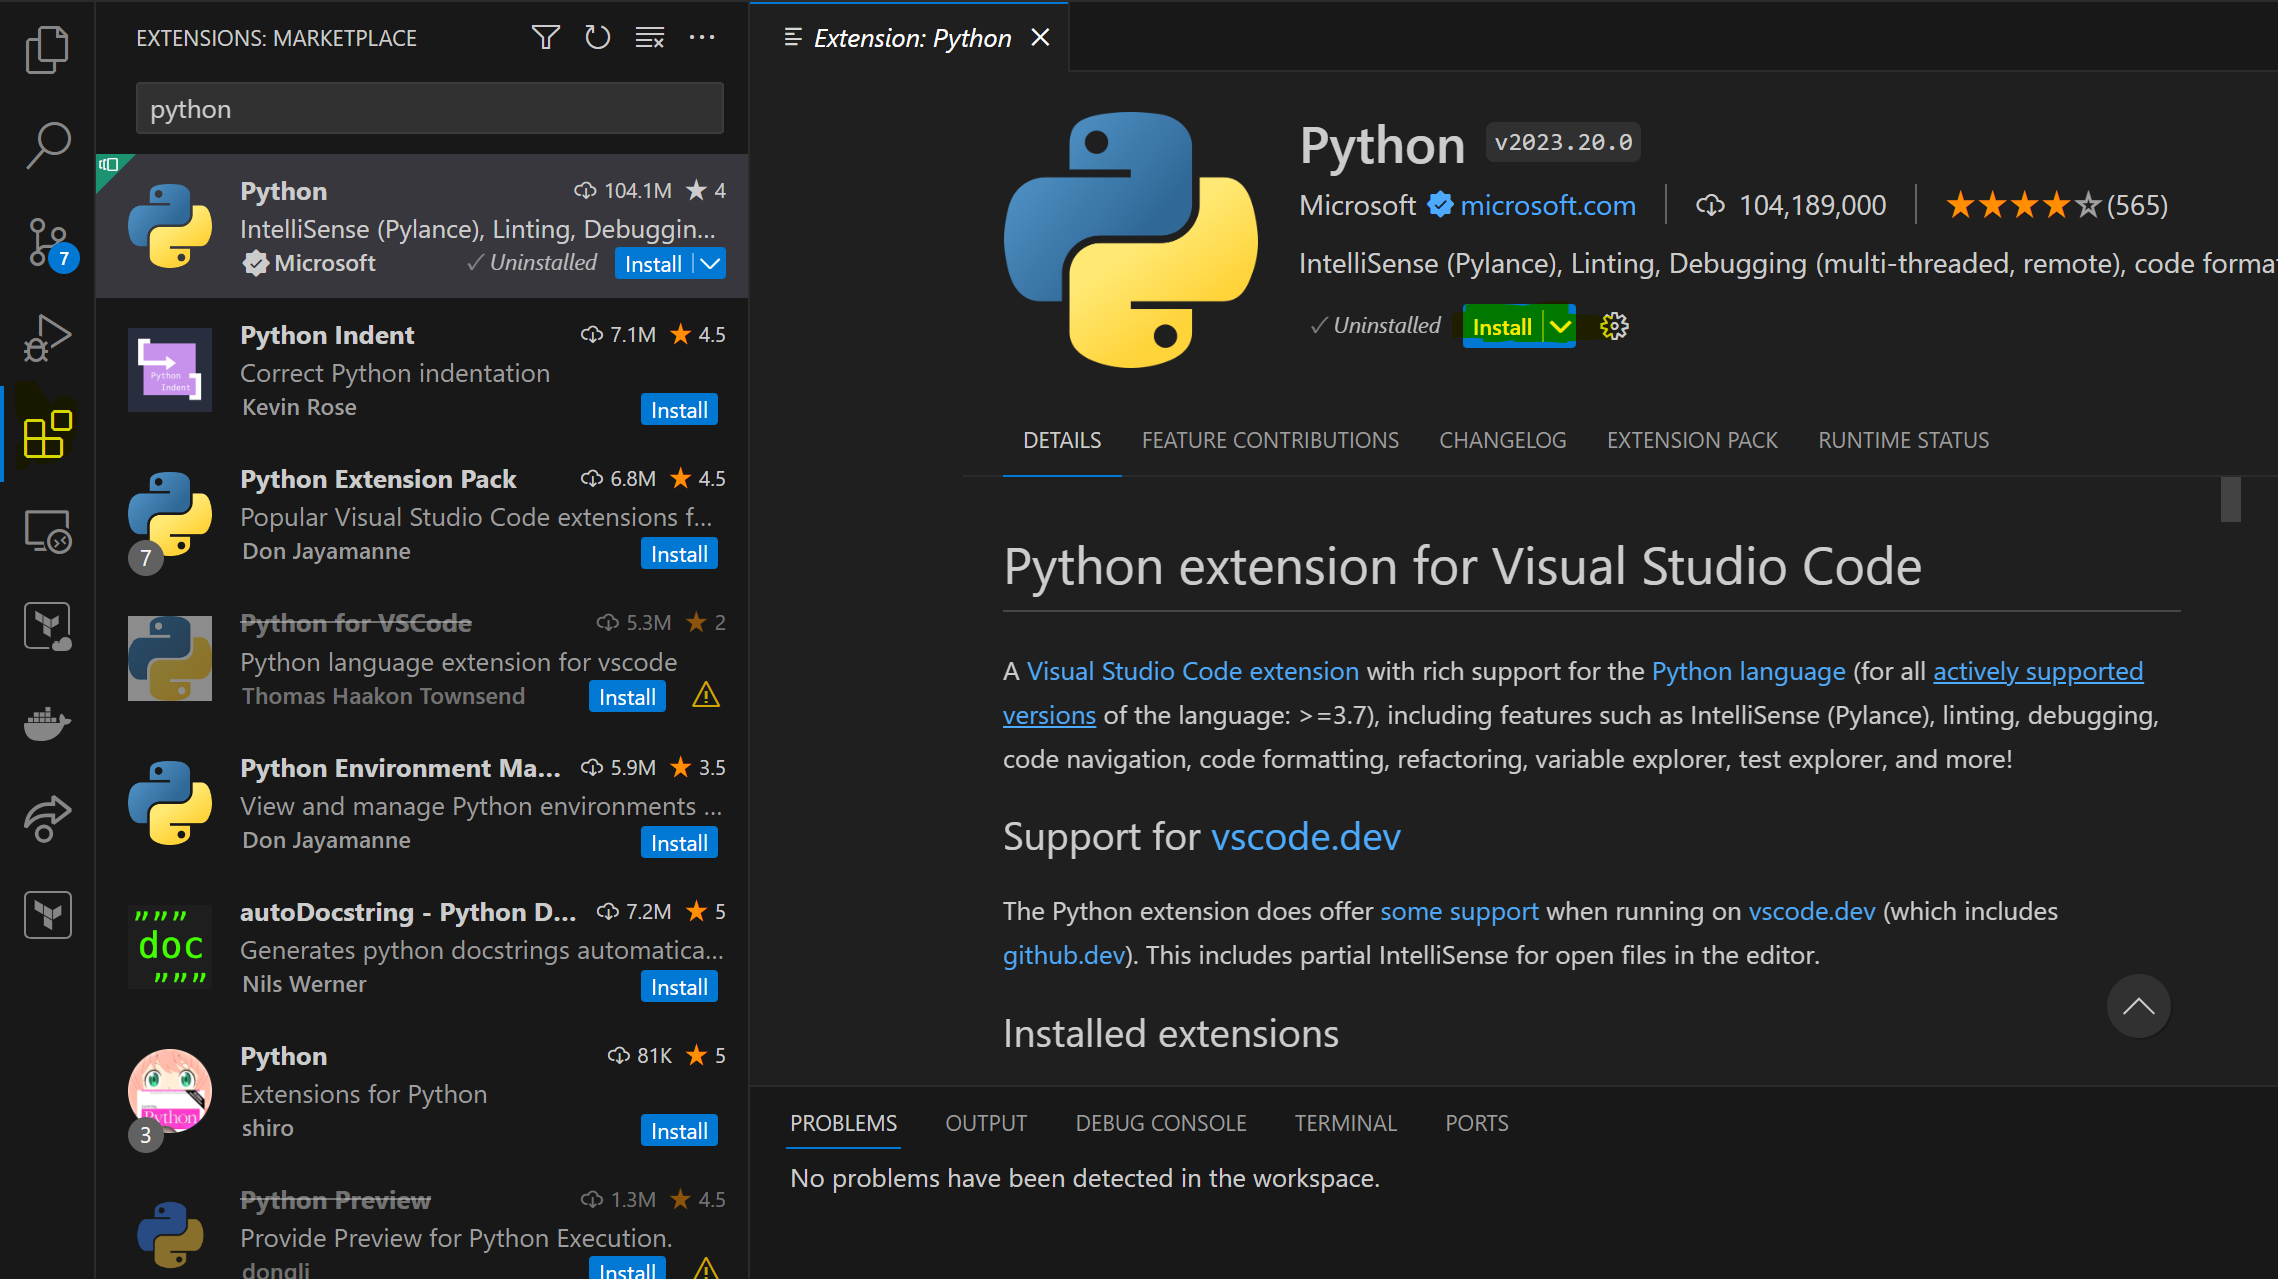 EXTENSIONS: MARKETPLACE
python
Python 104.1M 4
IntelliSense (Pylance), Linting, Debuggin...
Microsoft Uninstalled Install
Python Indent 7.1M 4.5
Correct Python indentation
Kevin Rose Install
Python Extension Pack 6.8M 4.5
Popular Visual Studio Code extensions f...
Don Jayamanne Install
7
Python for VSCode 5.3M 2
Python language extension for vscode
Thomas Haakon Townsend Install
Python Environment Ma... 5.9M 3.5
View and manage Python environments ...
Don Jayamanne Install
autoDocstring - Python D... 7.2M 5
Generates python docstrings automatica...
Nils Werner Install
""" doc """
Python 81K 5
Extensions for Python
shiro Install
Python
3
Python Preview 1.3M 4.5
Provide Preview for Python Execution.
dongli Install
7
Python
Indent
Extension: Python
Python v2023.20.0
Microsoft microsoft.com 104,189,000 (565)
IntelliSense (Pylance), Linting, Debugging (multi-threaded, remote), code format
Uninstalled Install
DETAILS FEATURE CONTRIBUTIONS CHANGELOG EXTENSION PACK RUNTIME STATUS
Python extension for Visual Studio Code
A Visual Studio Code extension with rich support for the Python language (for all actively supported
versions of the language: >=3.7), including features such as IntelliSense (Pylance), linting, debugging,
code navigation, code formatting, refactoring, variable explorer, test explorer, and more!
Support for vscode.dev
The Python extension does offer some support when running on vscode.dev (which includes
github.dev). This includes partial IntelliSense for open files in the editor.
Installed extensions
PROBLEMS OUTPUT DEBUG CONSOLE TERMINAL PORTS
No problems have been detected in the workspace.